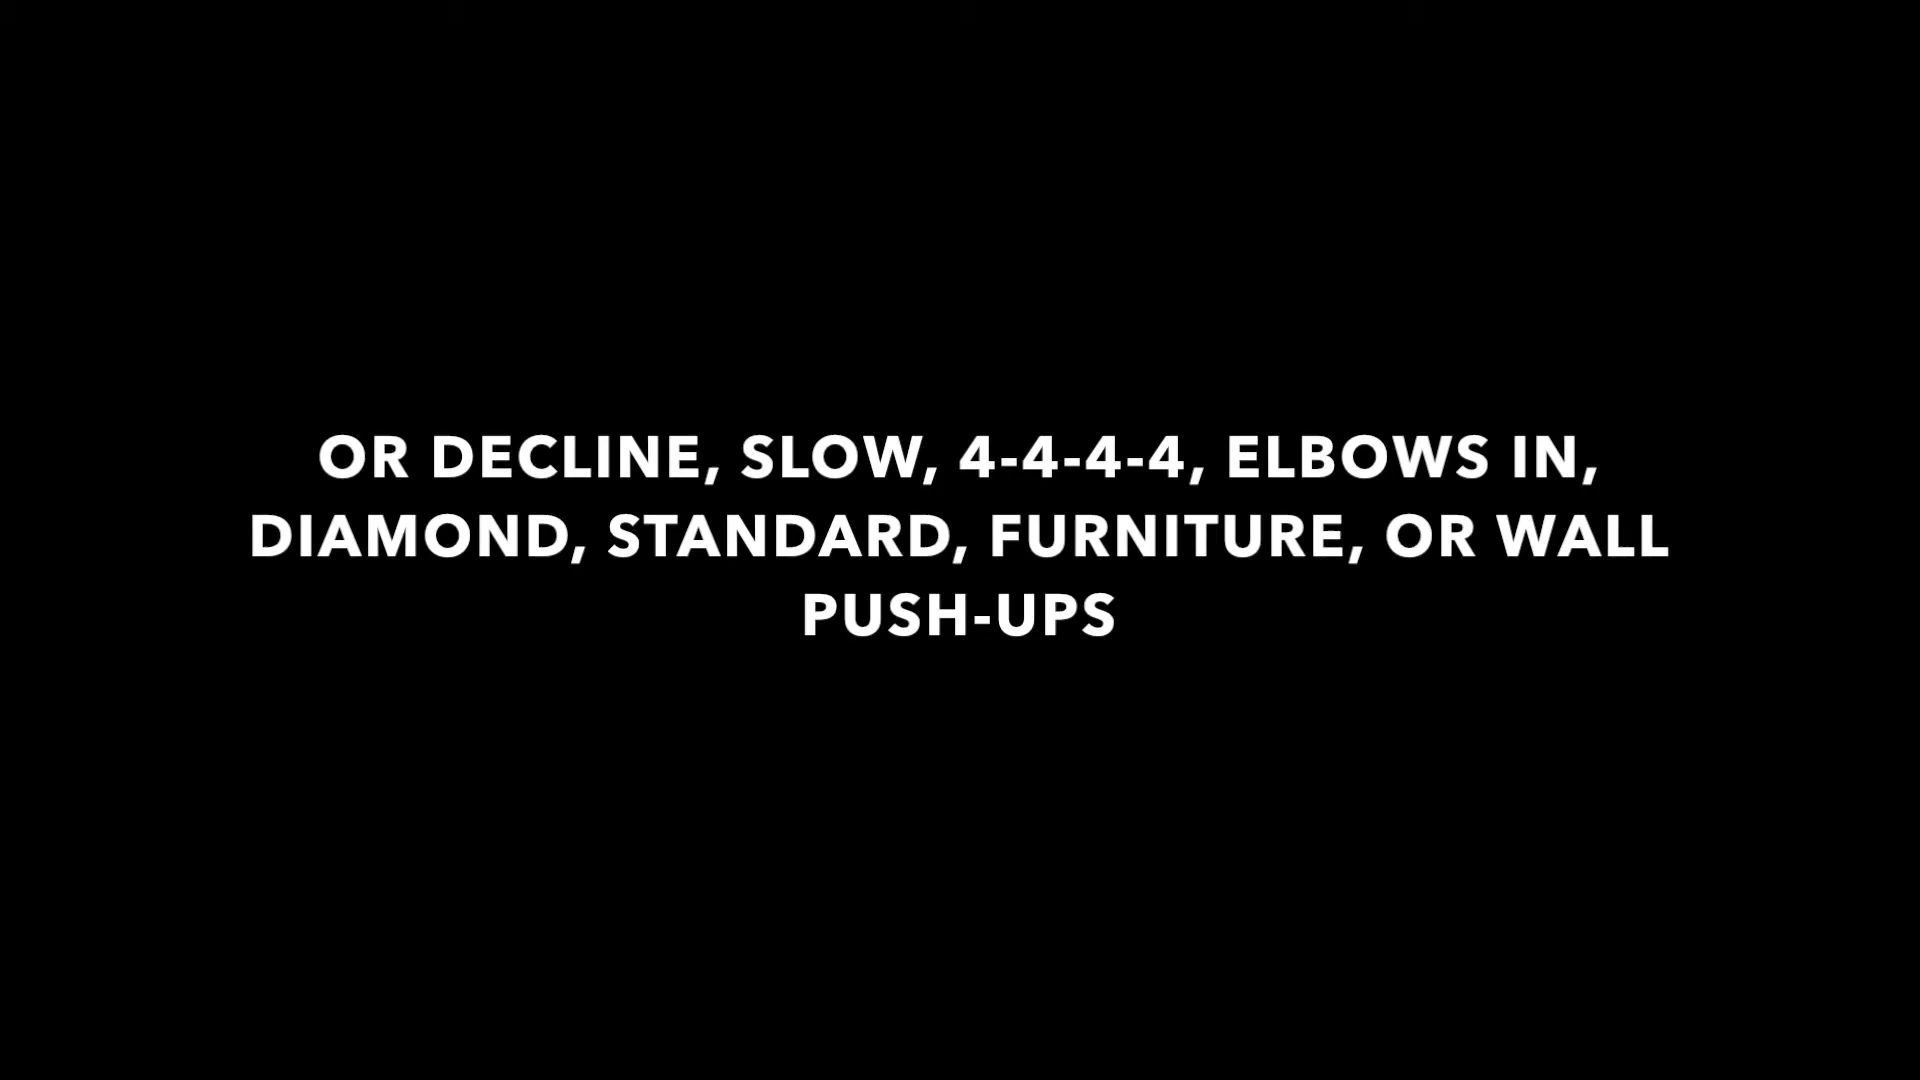 OR DECLINE, SLOW, 4-4-4-4, ELBOWS IN,
DIAMOND, STANDARD, FURNITURE, OR WALL
PUSH-UPS